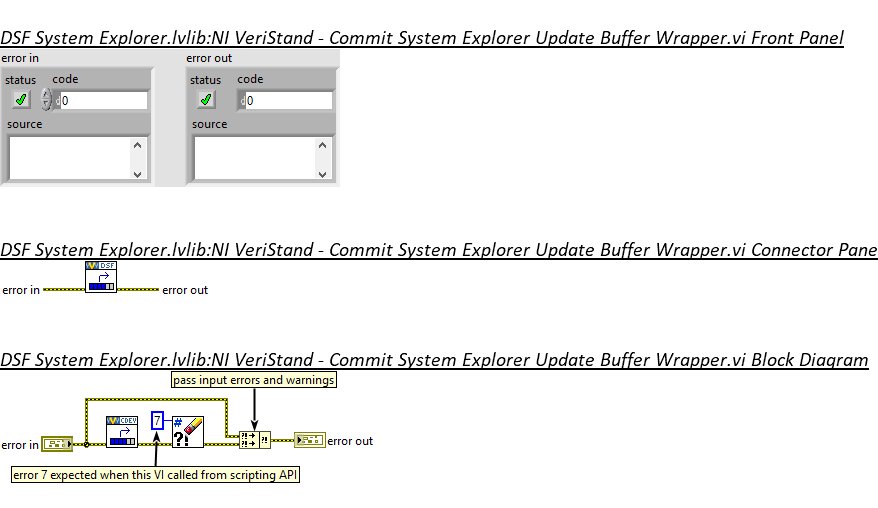 DSF System Explorer.lvlib:NI VeriStand - Commit System Explorer Update Buffer Wrapper.vi Front Panel
error in error out
status code status code
0 0
source source
DSF System Explorer.lvlib:NI VeriStand - Commit System Explorer Update Buffer Wrapper.vi Connector Pane
DSF
error in error out
DSF System Explorer.lvlib:NI VeriStand - Commit System Explorer Update Buffer Wrapper.vi Block Diagram
pass input errors and warnings
CDEV 7 # ?!
?! ?! ?!
error in error out
error 7 expected when this VI called from scripting API